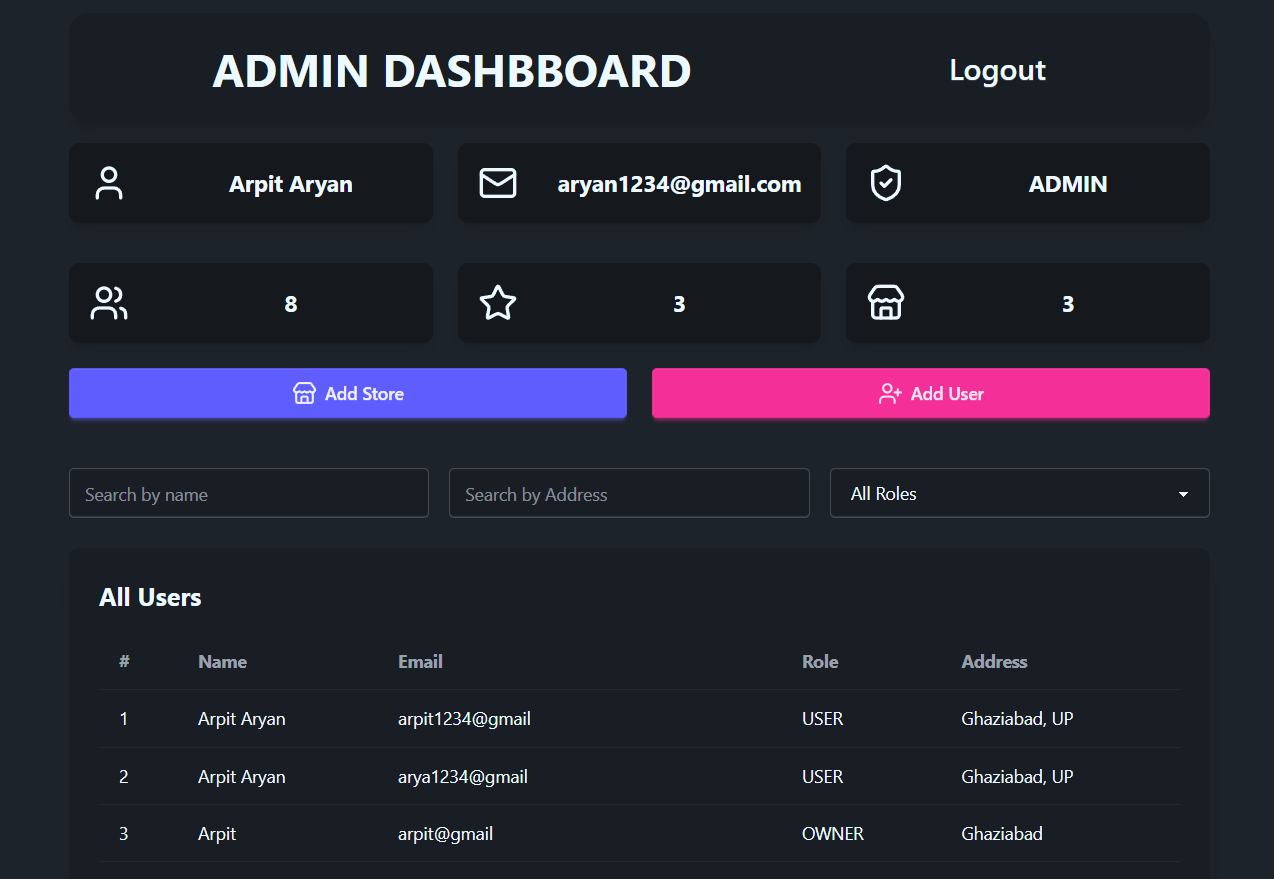 ADMIN DASHBBOARD Logout
Arpit Aryan aryan1234@gmail.com ADMIN
8 3 3
Add Store Add User
Search by name Search by Address All Roles
All Users
# Name Email Role Address
1 Arpit Aryan arpit1234@gmail USER Ghaziabad, UP
2 Arpit Aryan arya1234@gmail USER Ghaziabad, UP
3 Arpit arpit@gmail OWNER Ghaziabad